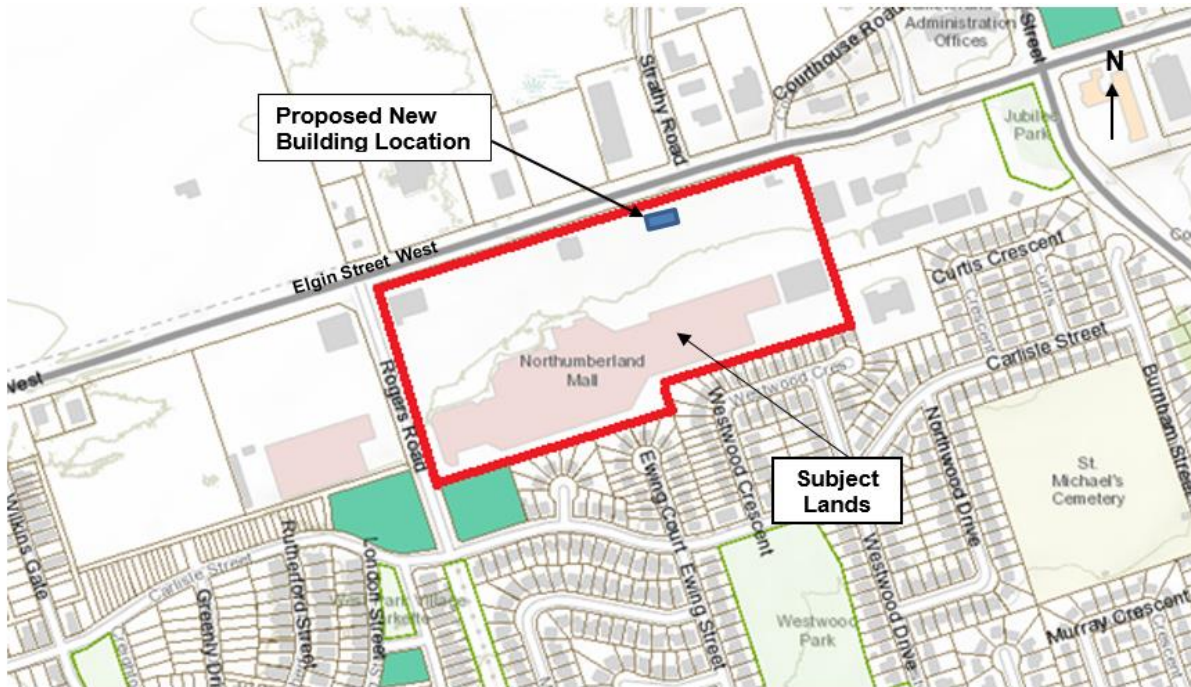 Administration
Offices
Street
N
Courthouse Road
Strathy Road
Proposed New
Building Location
Jubilee
Park
Elgin Street West
West
Curtis Crescent
Crescent
Curtis
Carlisle Street
Northumberland
Mall
Rogers Road
Westwood Cres
Westwood Crescent
Burnham Street
Northwood Drive
St.
Michael's
Cemetery
Subject
Lands
Ewing Court
Ewing Street
Westwood Drive
Wilkins Gate
Carlisle Street
Rutherford Street
London Street
Westwood
Park
Murray Crescent